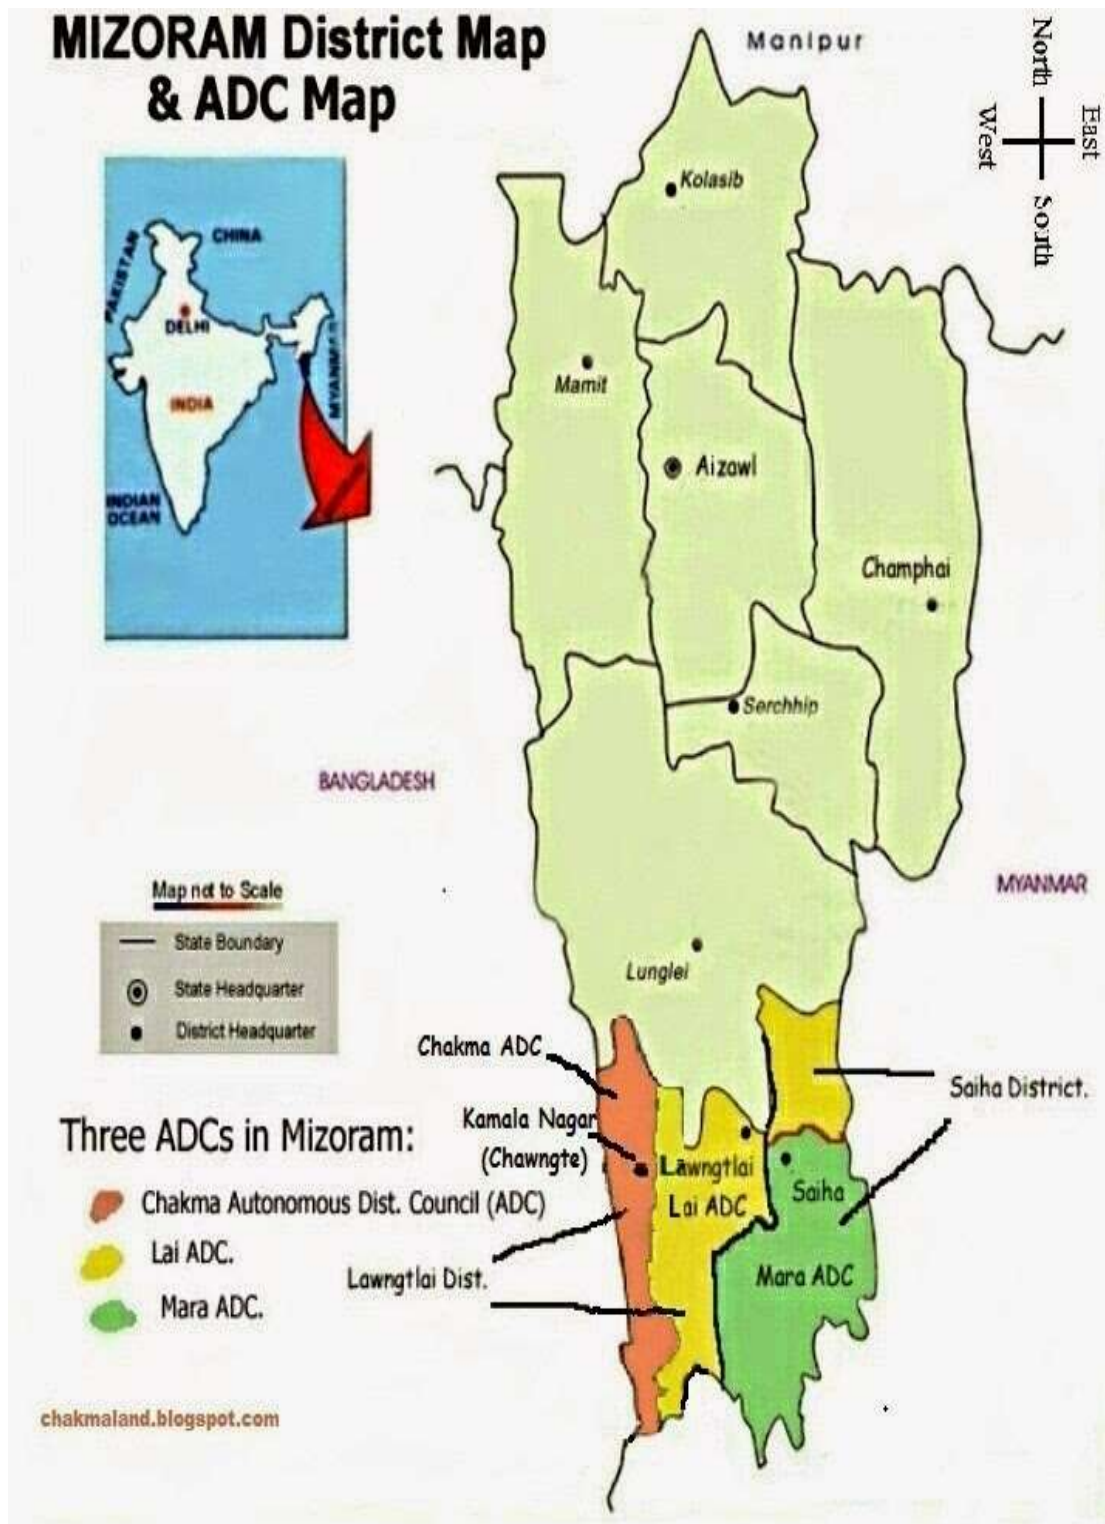 MIZORAM District Map
& ADC Map
Manipur
North
East
West
South
CHINA
PAKISTAN
DELHI
MYANMAR
INDIA
INDIAN
OCEAN
Kolasib
Mamit
Aizawl
Champhai
Serchhip
BANGLADESH
MYANMAR
Map not to Scale
State Boundary
State Headquarter
District Headquarter
Lunglei
Chakma ADC
Saiha District.
Kamala Nagar
(Chawngte)
Lawngtlai
Lai ADC
Saiha
Mara ADC
Three ADCs in Mizoram:
Chakma Autonomous Dist. Council (ADC)
Lai ADC.
Mara ADC.
Lawngtlai Dist.
chakmaland.blogspot.com